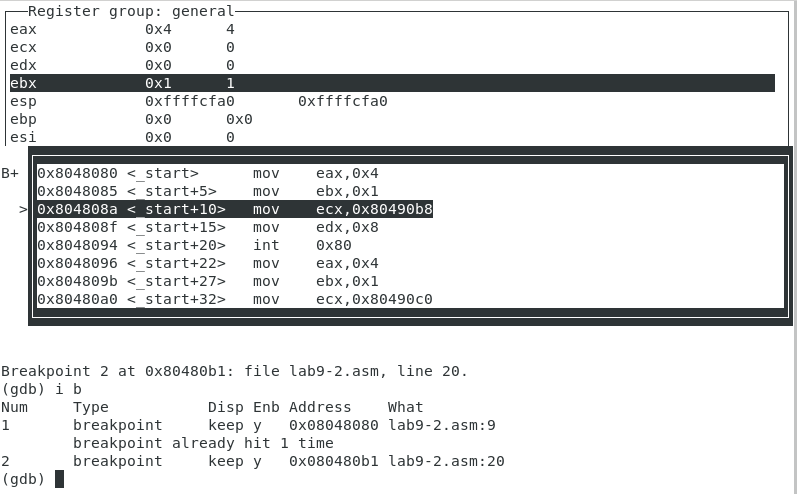 Register group: general
eax 0x4 4
ecx 0x0 0
edx 0x0 0
ebx 0x1 1
esp 0xffffcfa0 0xffffcfa0
ebp 0x0 0x0
esi 0x0 0
B+ 0x8048080 <_start> mov eax,0x4
0x8048085 <_start+5> mov ebx,0x1
> 0x804808a <_start+10> mov ecx,0x80490b8
0x804808f <_start+15> mov edx,0x8
0x8048094 <_start+20> int 0x80
0x8048096 <_start+22> mov eax,0x4
0x804809b <_start+27> mov ebx,0x1
0x80480a0 <_start+32> mov ecx,0x80490c0
Breakpoint 2 at 0x80480b1: file lab9-2.asm, line 20.
(gdb) i b
Num Type Disp Enb Address What
1 breakpoint keep y 0x08048080 lab9-2.asm:9
breakpoint already hit 1 time
2 breakpoint keep y 0x080480b1 lab9-2.asm:20
(gdb)